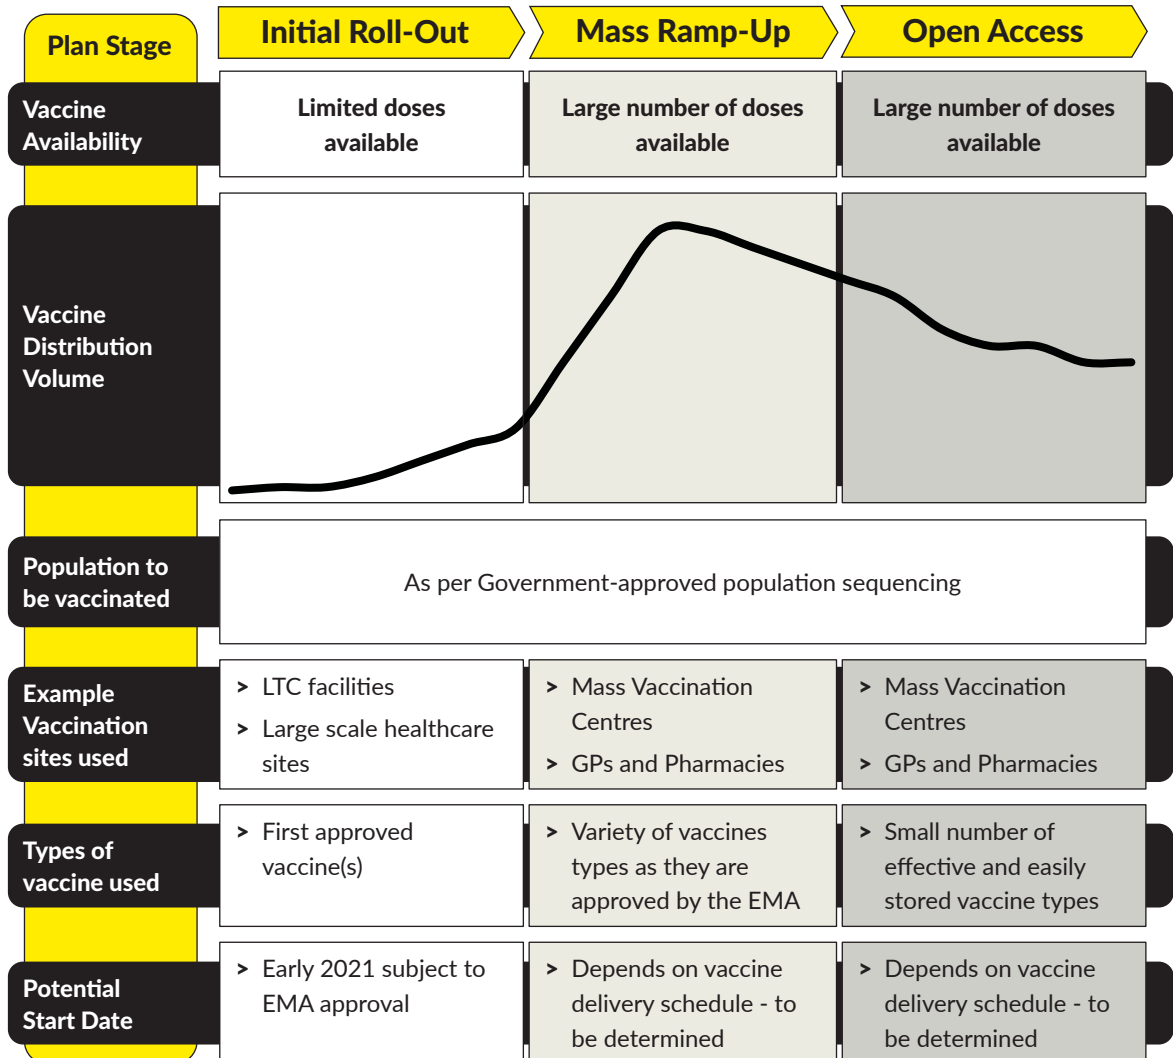 Plan Stage
Initial Roll-Out
Mass Ramp-Up
Open Access
Vaccine
Availability
Limited doses
available
Large number of doses
available
Large number of doses
available
Vaccine
Distribution
Volume
Population to
be vaccinated
As per Government-approved population sequencing
Example
Vaccination
sites used
> LTC facilities
> Large scale healthcare
sites
> Mass Vaccination
Centres
> GPs and Pharmacies
> Mass Vaccination
Centres
> GPs and Pharmacies
Types of
vaccine used
> First approved
vaccine(s)
> Variety of vaccines
types as they are
approved by the EMA
> Small number of
effective and easily
stored vaccine types
Potential
Start Date
> Early 2021 subject to
EMA approval
> Depends on vaccine
delivery schedule - to
be determined
> Depends on vaccine
delivery schedule - to
be determined